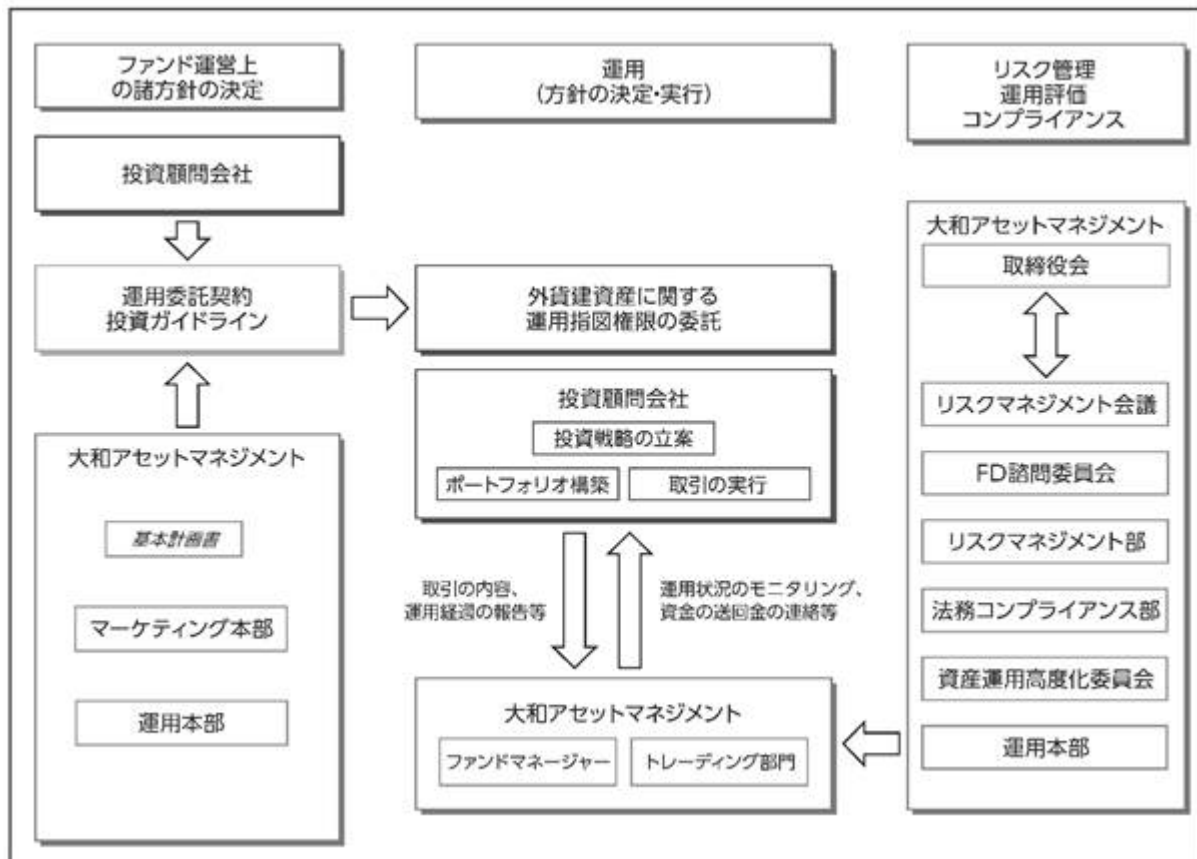 ファンド運営上
の諸方針の決定
運用
(方針の決定・実行)
リスク管理
運用評価
コンプライアンス
投資顧問会社
運用委託契約
投資ガイドライン
外貨建資産に関する
運用指図権限の委託
大和アセットマネジメント
取締役会
リスクマネジメント会議
FD諮問委員会
リスクマネジメント部
法務コンプライアンス部
資産運用高度化委員会
運用本部
投資顧問会社
投資戦略の立案
ポートフォリオ構築
取引の実行
大和アセットマネジメント
基本計画書
マーケティング本部
運用本部
取引の内容、
運用経過の報告等
運用状況のモニタリング、
資金の送回金の連絡等
大和アセットマネジメント
ファンドマネージャー
トレーディング部門